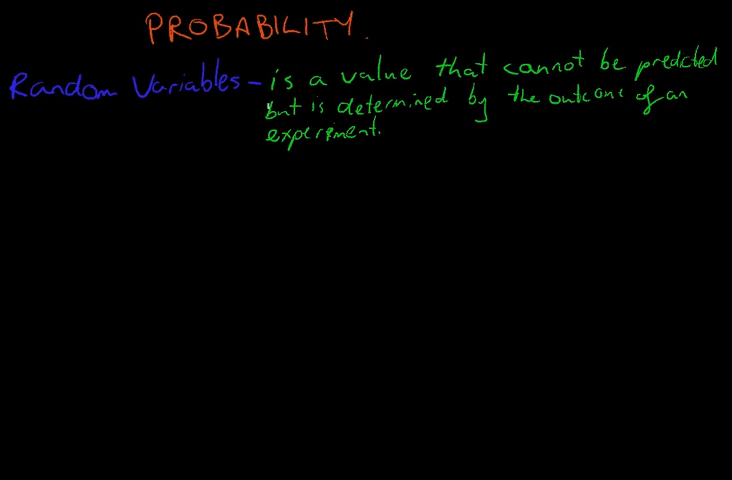 PROBABILITY.
Random Variables - is a value that cannot be predicted
but is determined by the outcome of an
experiment.